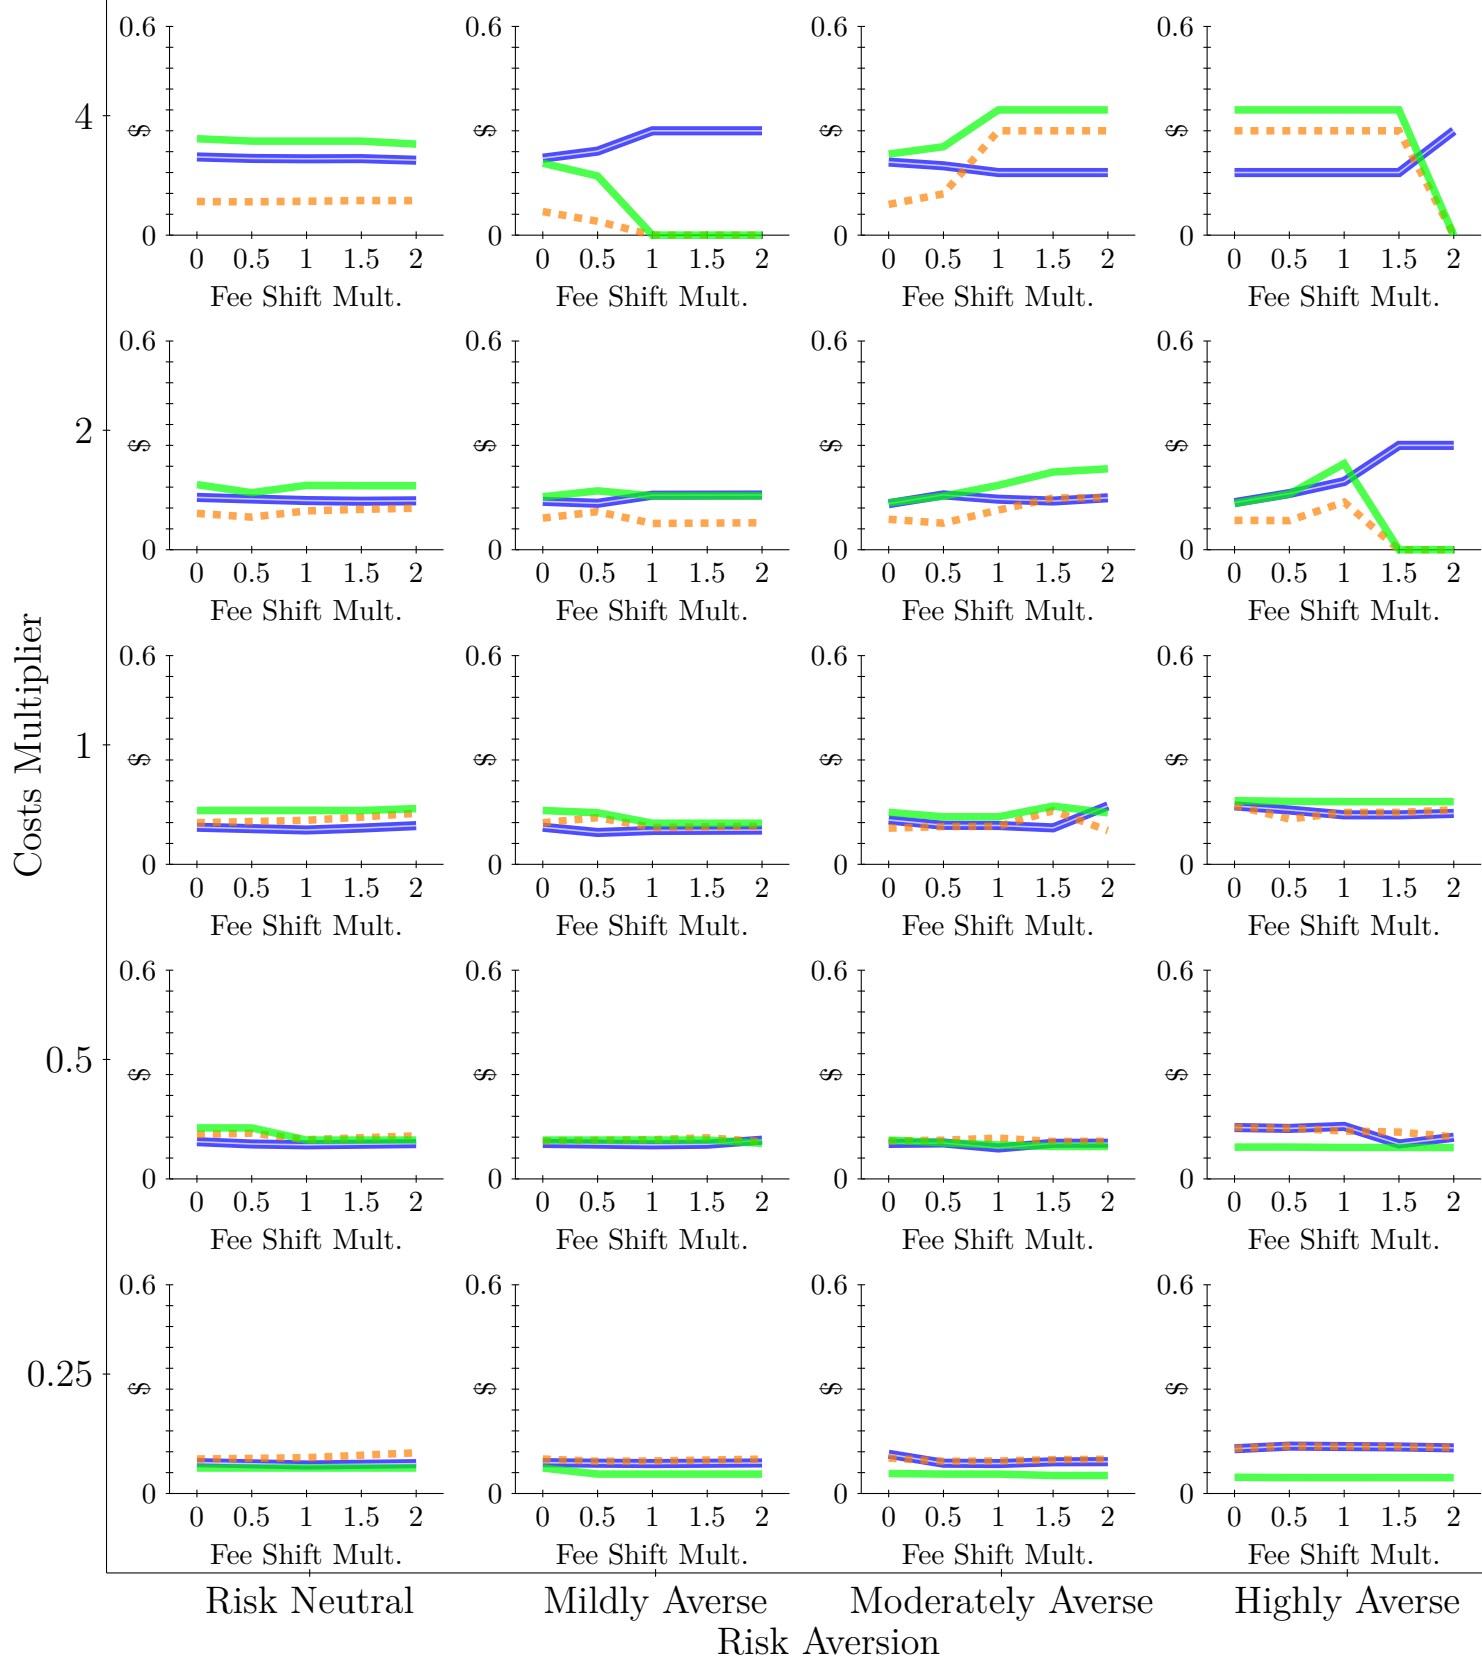 0.6 0.6 0.6 0.6
4 $ $ $ $
0 0 0 0
0 0.5 1 1.5 2 0 0.5 1 1.5 2 0 0.5 1 1.5 2 0 0.5 1 1.5 2
Fee Shift Mult. Fee Shift Mult. Fee Shift Mult. Fee Shift Mult.
0.6 0.6 0.6 0.6
2 $ $ $ $
0 0 0 0
0 0.5 1 1.5 2 0 0.5 1 1.5 2 0 0.5 1 1.5 2 0 0.5 1 1.5 2
Fee Shift Mult. Fee Shift Mult. Fee Shift Mult. Fee Shift Mult.
Costs Multiplier
0.6 0.6 0.6 0.6
1 $ $ $ $
0 0 0 0
0 0.5 1 1.5 2 0 0.5 1 1.5 2 0 0.5 1 1.5 2 0 0.5 1 1.5 2
Fee Shift Mult. Fee Shift Mult. Fee Shift Mult. Fee Shift Mult.
0.6 0.6 0.6 0.6
0.5 $ $ $ $
0 0 0 0
0 0.5 1 1.5 2 0 0.5 1 1.5 2 0 0.5 1 1.5 2 0 0.5 1 1.5 2
Fee Shift Mult. Fee Shift Mult. Fee Shift Mult. Fee Shift Mult.
0.6 0.6 0.6 0.6
0.25 $ $ $ $
0 0 0 0
0 0.5 1 1.5 2 0 0.5 1 1.5 2 0 0.5 1 1.5 2 0 0.5 1 1.5 2
Fee Shift Mult. Fee Shift Mult. Fee Shift Mult. Fee Shift Mult.
Risk Neutral Mildly Averse Moderately Averse Highly Averse
Risk Aversion